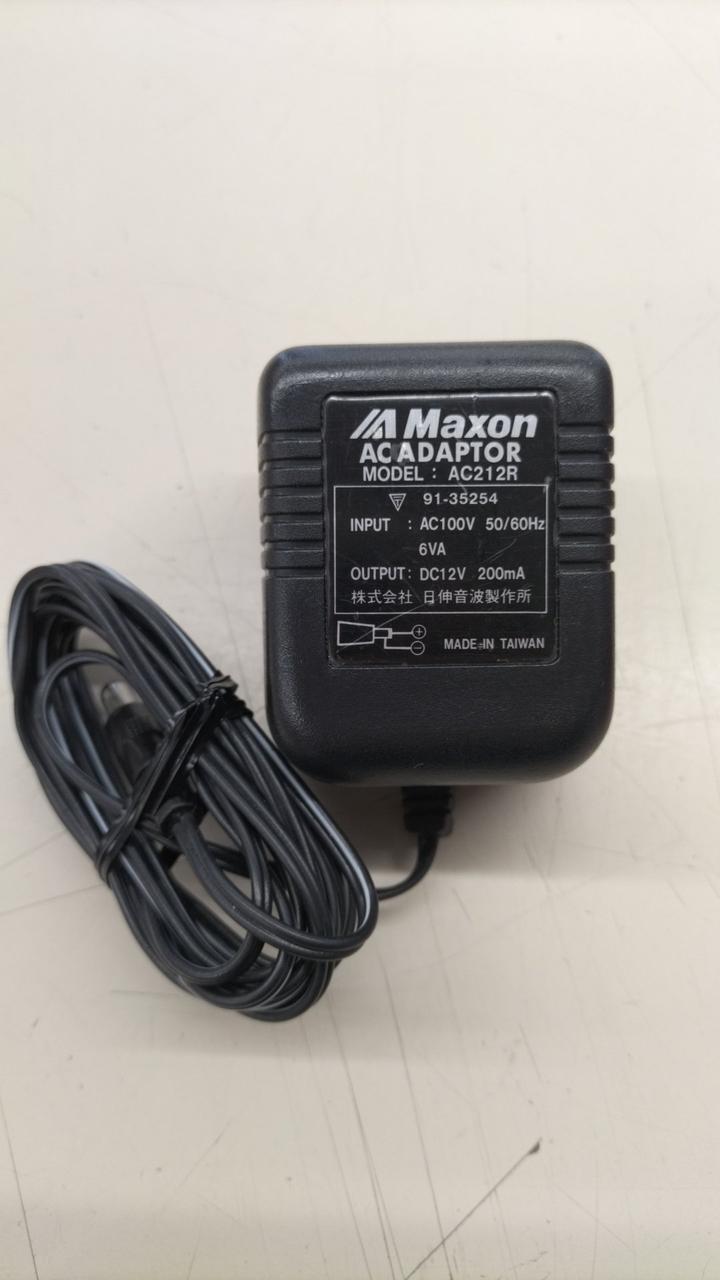 Maxon
AC ADAPTOR
MODEL : AC212R
91-35254
INPUT : AC100V 50/60Hz
6VA
OUTPUT : DC12V 200mA
株式会社 日伸音波製作所
+
−
MADE IN TAIWAN